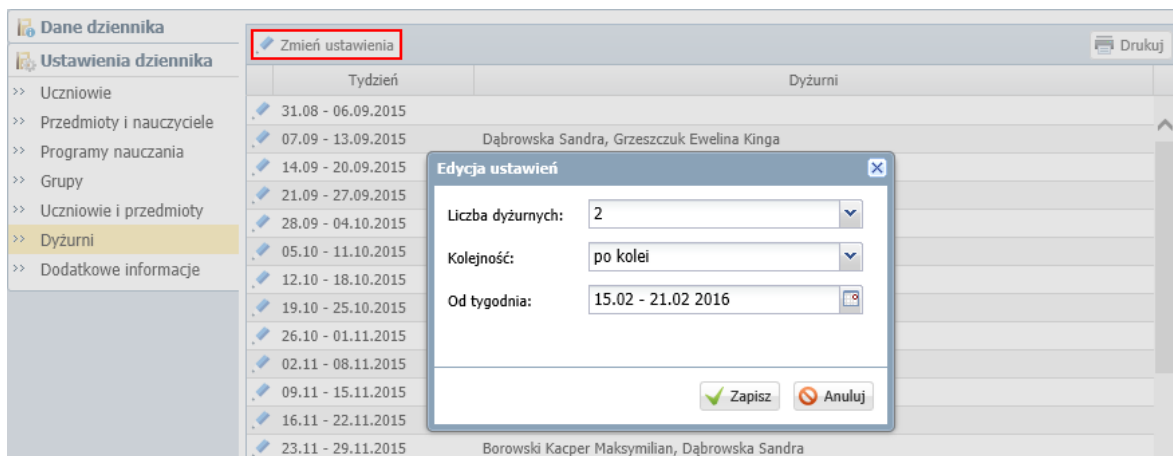 Dane dziennika
Ustawienia dziennika
>> Uczniowie
>> Przedmioty i nauczyciele
>> Programy nauczania
>> Grupy
>> Uczniowie i przedmioty
>> Dyżurni
>> Dodatkowe informacje
Zmień ustawienia
Drukuj
Tydzień Dyżurni
31.08 - 06.09.2015
07.09 - 13.09.2015 Dąbrowska Sandra, Grzeszczuk Ewelina Kinga
14.09 - 20.09.2015
21.09 - 27.09.2015
28.09 - 04.10.2015
05.10 - 11.10.2015
12.10 - 18.10.2015
19.10 - 25.10.2015
26.10 - 01.11.2015
02.11 - 08.11.2015
09.11 - 15.11.2015
16.11 - 22.11.2015
23.11 - 29.11.2015 Borowski Kacper Maksymilian, Dąbrowska Sandra
Edycja ustawień
Liczba dyżurnych: 2
Kolejność: po kolei
Od tygodnia: 15.02 - 21.02 2016
Zapisz Anuluj